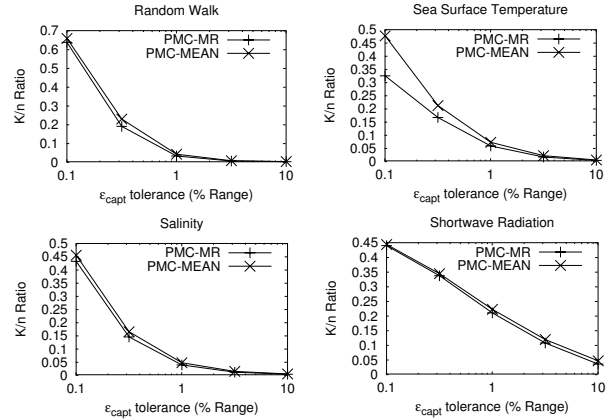 Random Walk
K/n Ratio
0.7
0.6
0.5
0.4
0.3
0.2
0.1
0
PMC-MR
PMC-MEAN
0.1 1 10
εcapt tolerance (% Range)
Sea Surface Temperature
K/n Ratio
0.5
0.45
0.4
0.35
0.3
0.25
0.2
0.15
0.1
0.05
0
PMC-MR
PMC-MEAN
0.1 1 10
εcapt tolerance (% Range)
Salinity
K/n Ratio
0.5
0.45
0.4
0.35
0.3
0.25
0.2
0.15
0.1
0.05
0
PMC-MR
PMC-MEAN
0.1 1 10
εcapt tolerance (% Range)
Shortwave Radiation
K/n Ratio
0.45
0.4
0.35
0.3
0.25
0.2
0.15
0.1
0.05
0
PMC-MR
PMC-MEAN
0.1 1 10
εcapt tolerance (% Range)